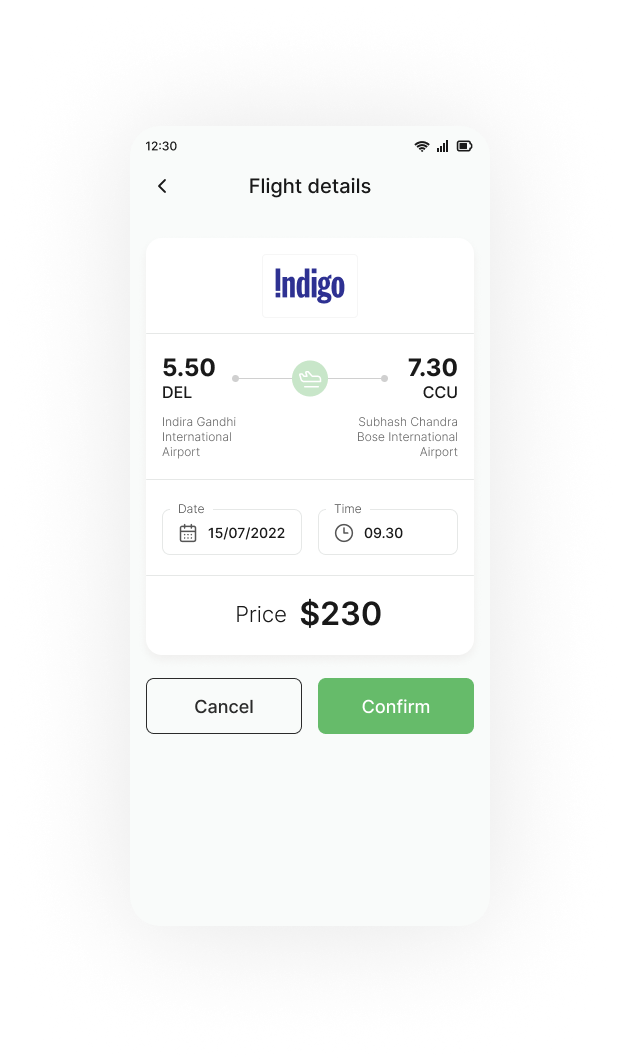 12:30
Flight details
Indigo
5.50 7.30
DEL CCU
Indira Gandhi
International
Airport
Subhash Chandra
Bose International
Airport
Date Time
15/07/2022 09.30
Price $230
Cancel Confirm